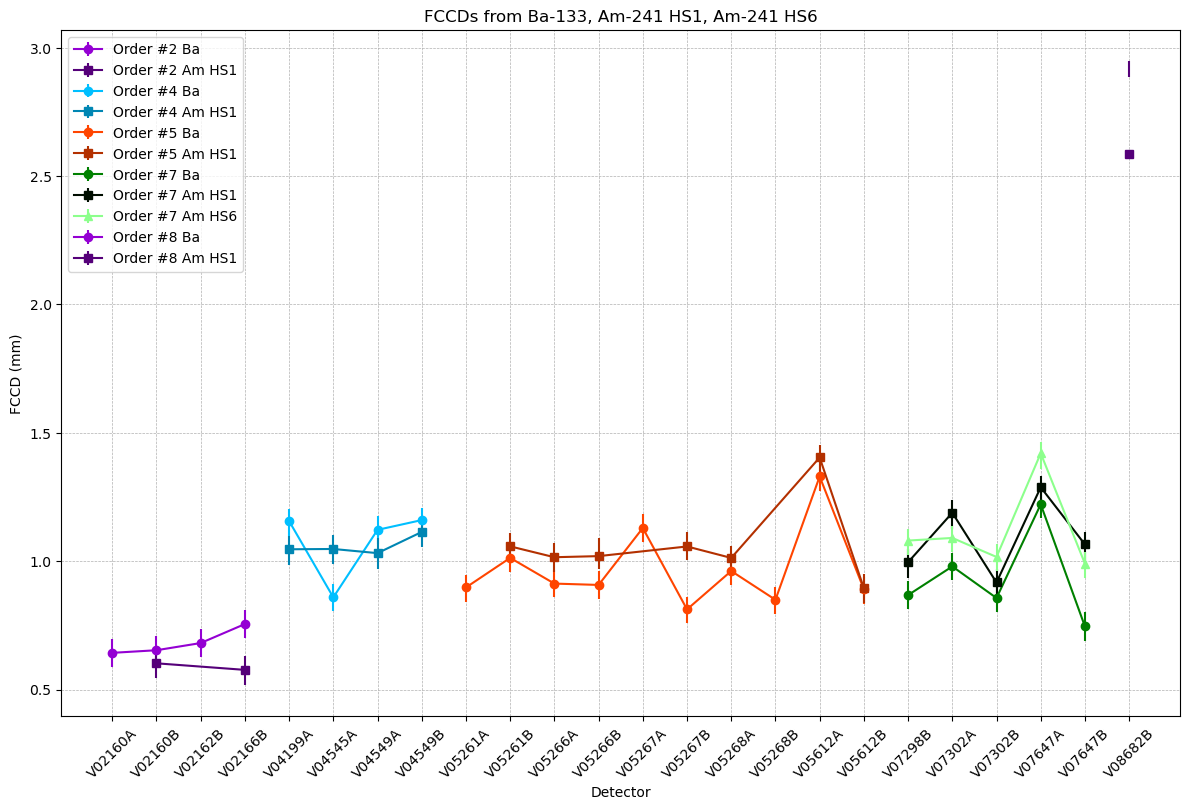 FCCDs from Ba-133, Am-241 HS1, Am-241 HS6
Order #2 Ba
Order #2 Am HS1
Order #4 Ba
Order #4 Am HS1
Order #5 Ba
Order #5 Am HS1
Order #7 Ba
Order #7 Am HS1
Order #7 Am HS6
Order #8 Ba
Order #8 Am HS1
FCCD (mm)
3.0
2.5
2.0
1.5
1.0
0.5
V02160A
V02160B
V02162B
V02166B
V04199A
V04545A
V04549A
V04549B
V05261A
V05261B
V05266A
V05266B
V05267A
V05267B
V05268A
V05268B
V05612A
V05612B
V07298B
V07302A
V07302B
V07647A
V07647B
V08682B
Detector